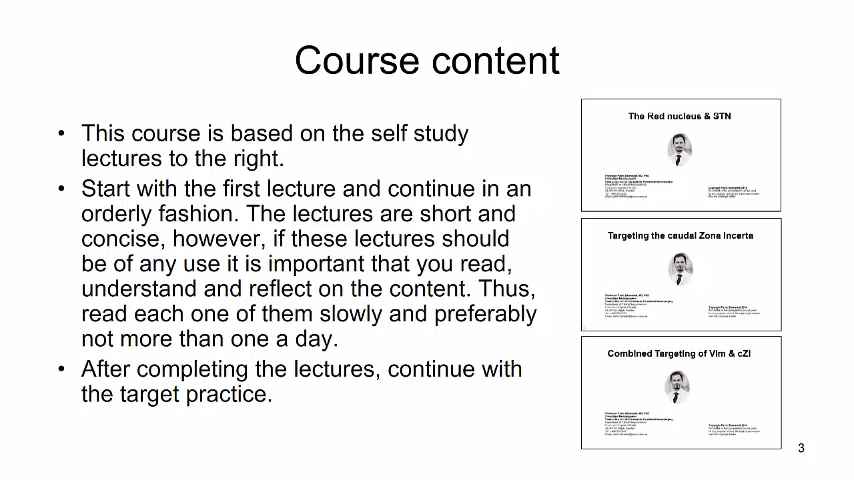 Course content
• This course is based on the self study
lectures to the right.
• Start with the first lecture and continue in an
orderly fashion. The lectures are short and
concise, however, if these lectures should
be of any use it is important that you read,
understand and reflect on the content. Thus,
read each one of them slowly and preferably
not more than one a day.
• After completing the lectures, continue with
the target practice.
The Red nucleus & STN
Targeting the caudal Zona Incerta
Combined Targeting of Vim & cZI
3